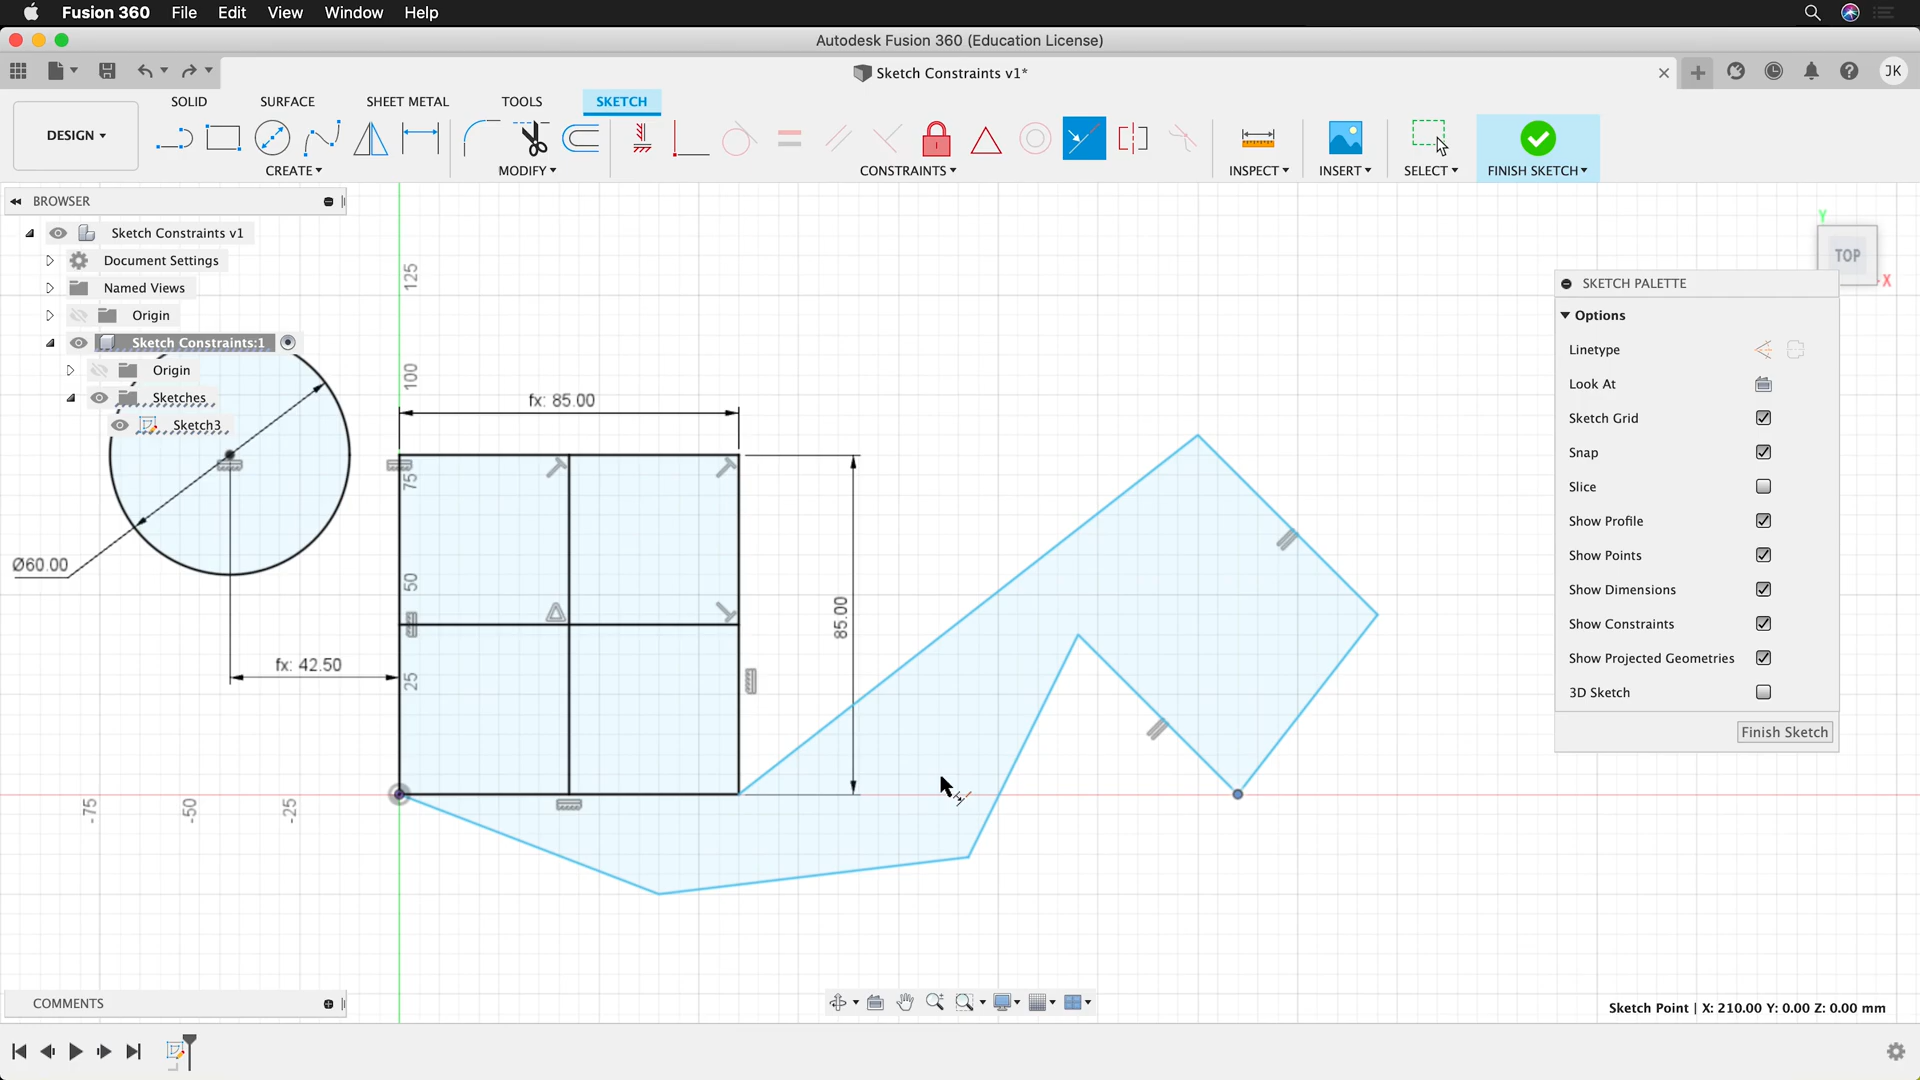 Fusion 360 File Edit View Window Help
Autodesk Fusion 360 (Education License)
Sketch Constraints v1*
JK
DESIGN
SOLID SURFACE SHEET METAL TOOLS SKETCH
CREATE MODIFY CONSTRAINTS INSPECT INSERT SELECT FINISH SKETCH
BROWSER
Sketch Constraints v1
Document Settings
Named Views
Origin
Sketch Constraints:1
Origin
Sketches
Sketch3
125
100
75
50
25
-75
-50
-25
fx: 85.00
85.00
Ø60.00
fx: 42.50
Y
TOP
X
SKETCH PALETTE
Options
Linetype
Look At
Sketch Grid
Snap
Slice
Show Profile
Show Points
Show Dimensions
Show Constraints
Show Projected Geometries
3D Sketch
Finish Sketch
COMMENTS
Sketch Point | X: 210.00 Y: 0.00 Z: 0.00 mm